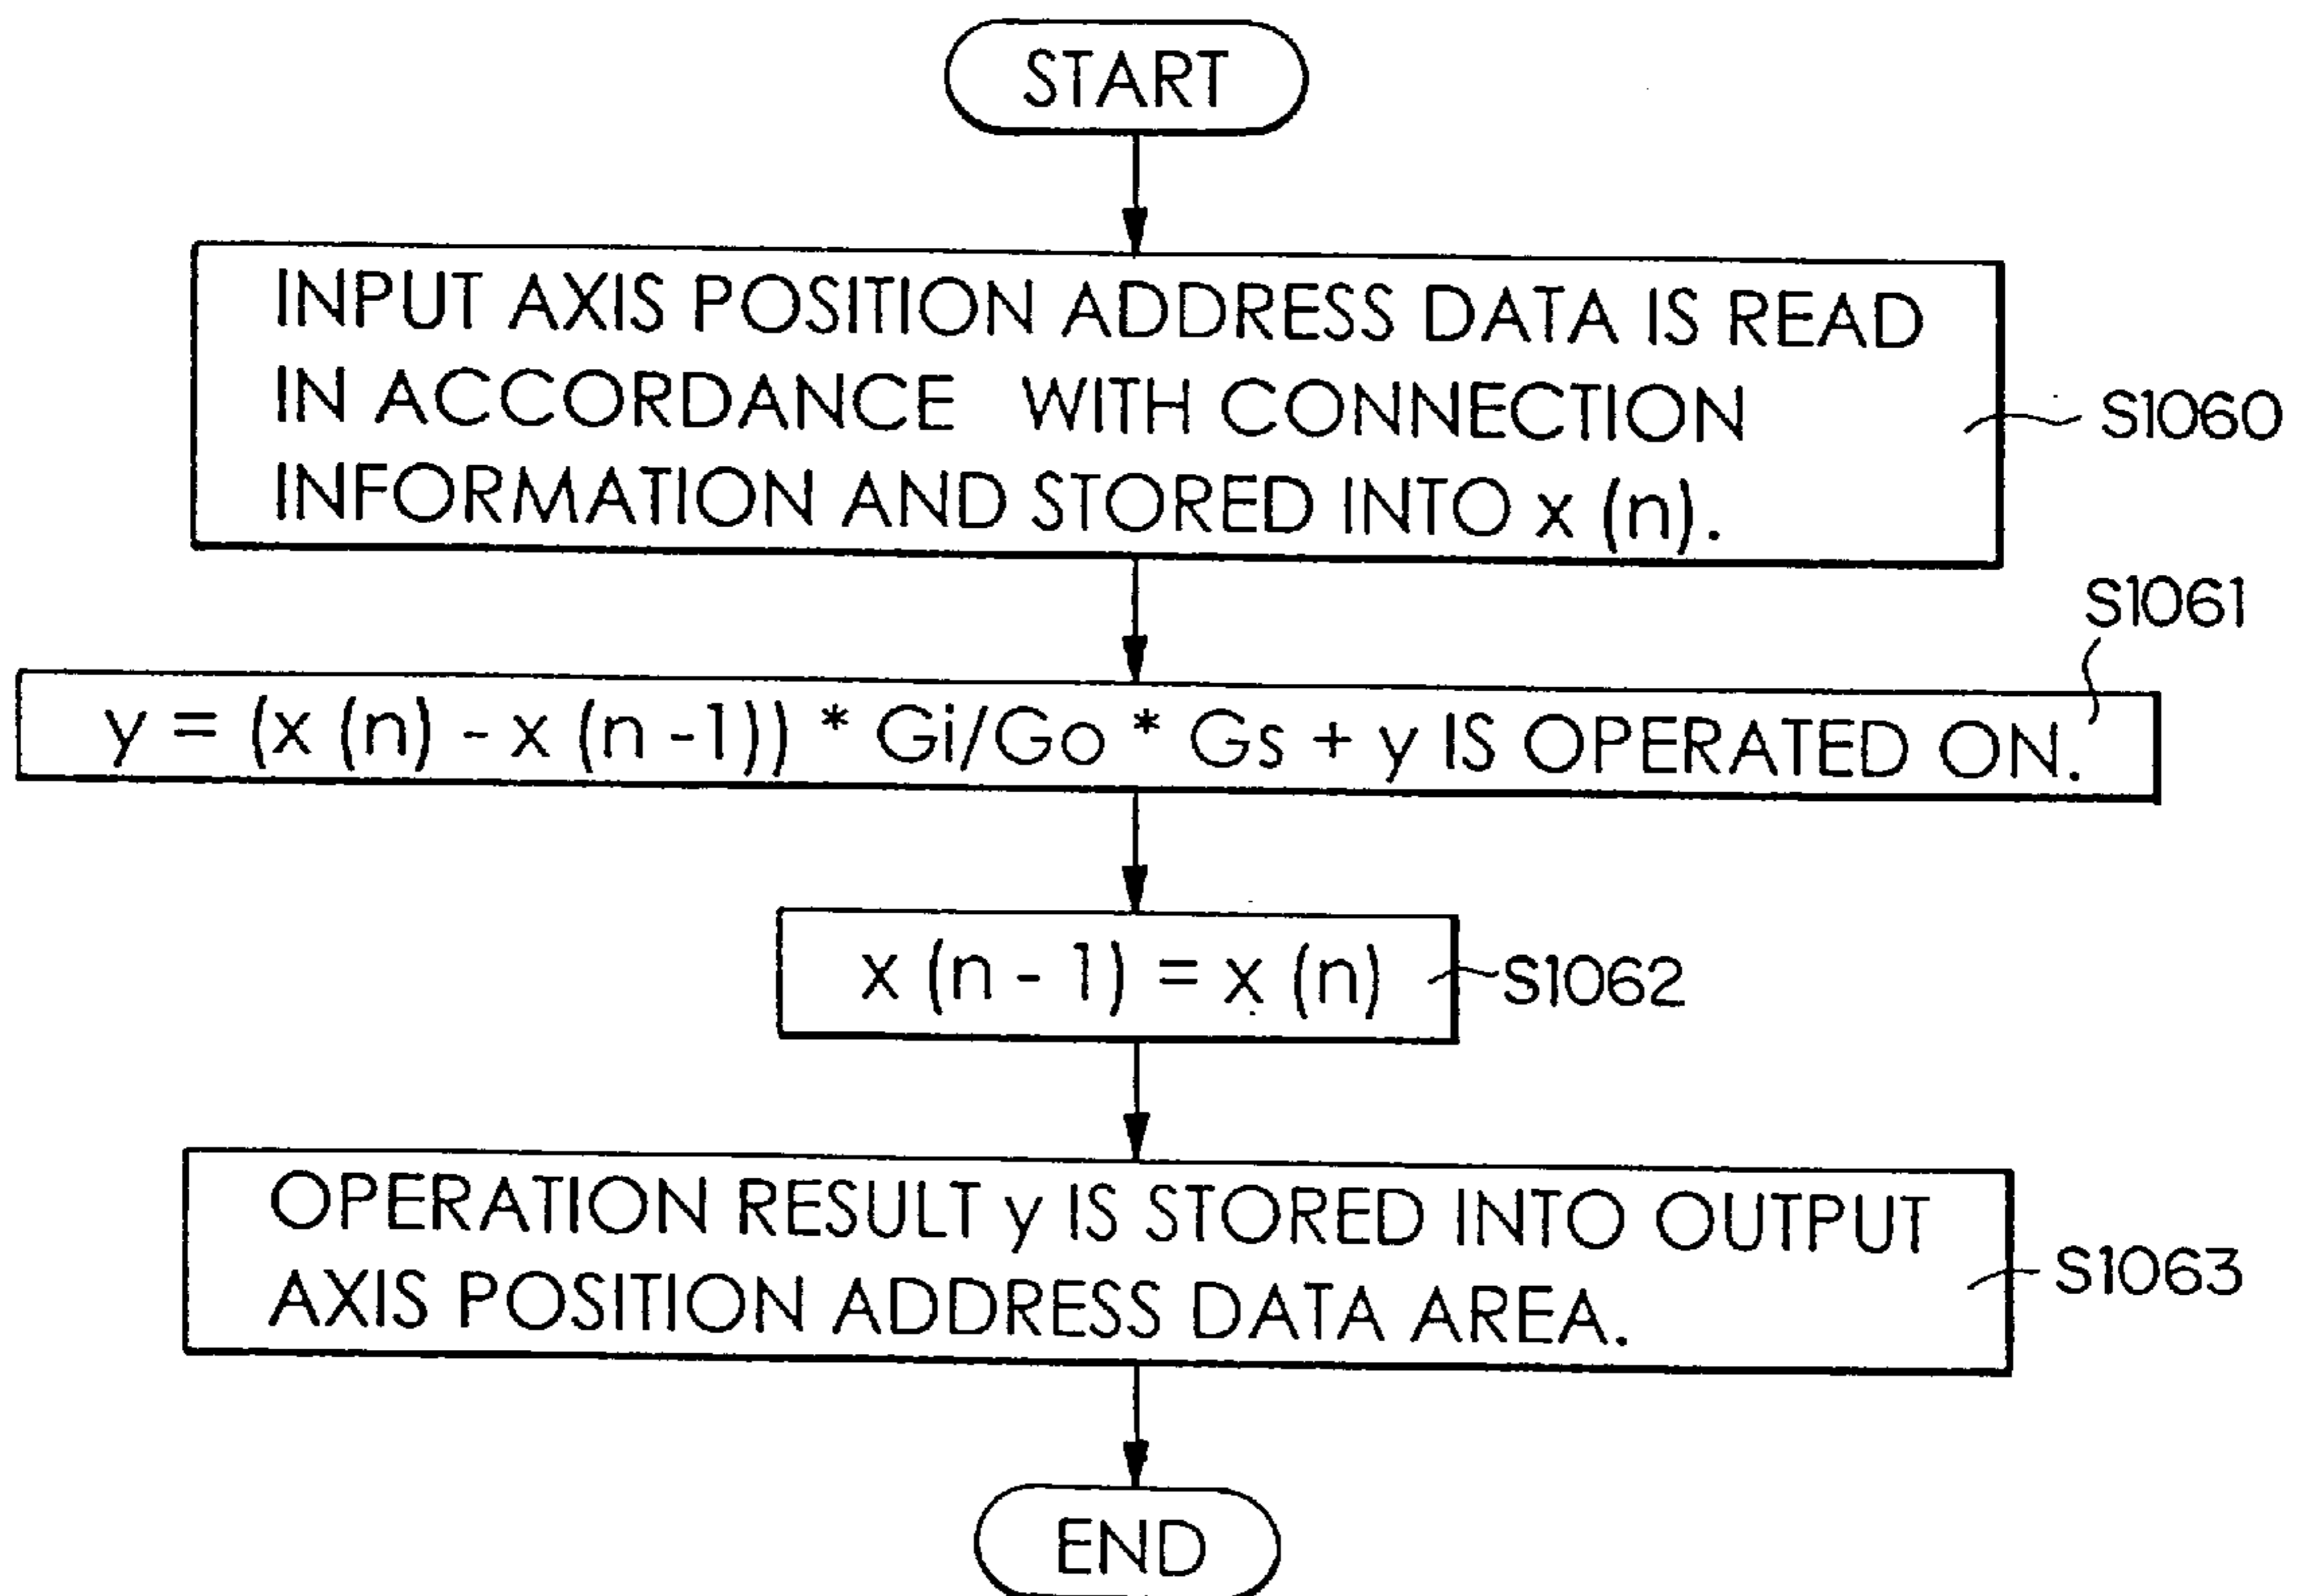 START
INPUT AXIS POSITION ADDRESS DATA IS READ
IN ACCORDANCE WITH CONNECTION
INFORMATION AND STORED INTO x (n).
S1060
S1061
y = (x (n) - x (n -1)) * Gi/Go * Gs + y IS OPERATED ON.
x (n - 1) = x (n)
S1062
OPERATION RESULT y IS STORED INTO OUTPUT
AXIS POSITION ADDRESS DATA AREA.
S1063
END